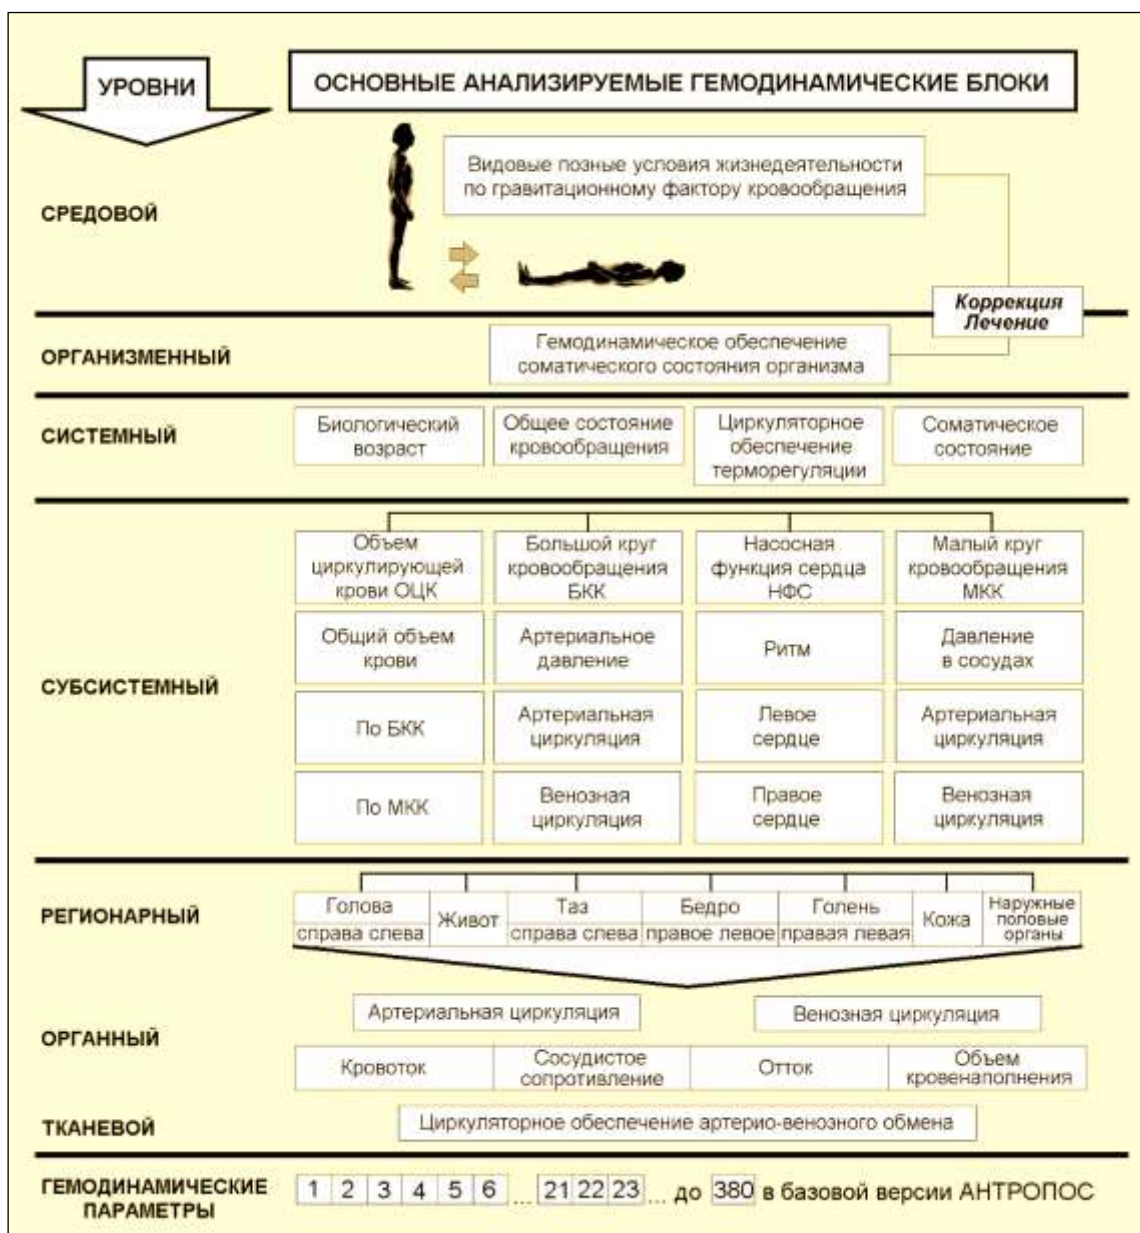 УРОВНИ
ОСНОВНЫЕ АНАЛИЗИРУЕМЫЕ ГЕМОДИНАМИЧЕСКИЕ БЛОКИ
СРЕДОВОЙ
Видовые позные условия жизнедеятельности
по гравитационному фактору кровообращения
Коррекция
Лечение
ОРГАНИЗМЕННЫЙ
Гемодинамическое обеспечение
соматического состояния организма
СИСТЕМНЫЙ
Биологический
возраст
Общее состояние
кровообращения
Циркуляторное
обеспечение
терморегуляции
Соматическое
состояние
СУБСИСТЕМНЫЙ
Объем
циркулирующей
крови ОЦК
Большой круг
кровообращения
БКК
Насосная
функция сердца
НФС
Малый круг
кровообращения
МКК
Общий объем
крови
Артериальное
давление
Ритм
Давление
в сосудах
По БКК
Артериальная
циркуляция
Левое
сердце
Артериальная
циркуляция
По МКК
Венозная
циркуляция
Правое
сердце
Венозная
циркуляция
РЕГИОНАРНЫЙ
Голова
справа слева
Живот
Таз
справа слева
Бедро
правое левое
Голень
правая левая
Кожа
Наружные
половые
органы
ОРГАННЫЙ
Артериальная циркуляция
Венозная циркуляция
Кровоток
Сосудистое
сопротивление
Отток
Объем
кровенаполнения
ТКАНЕВОЙ
Циркуляторное обеспечение артерио-венозного обмена
ГЕМОДИНАМИЧЕСКИЕ
ПАРАМЕТРЫ
1 2 3 4 5 6 ... 21 22 23 ... до 380 в базовой версии АНТРОПОС